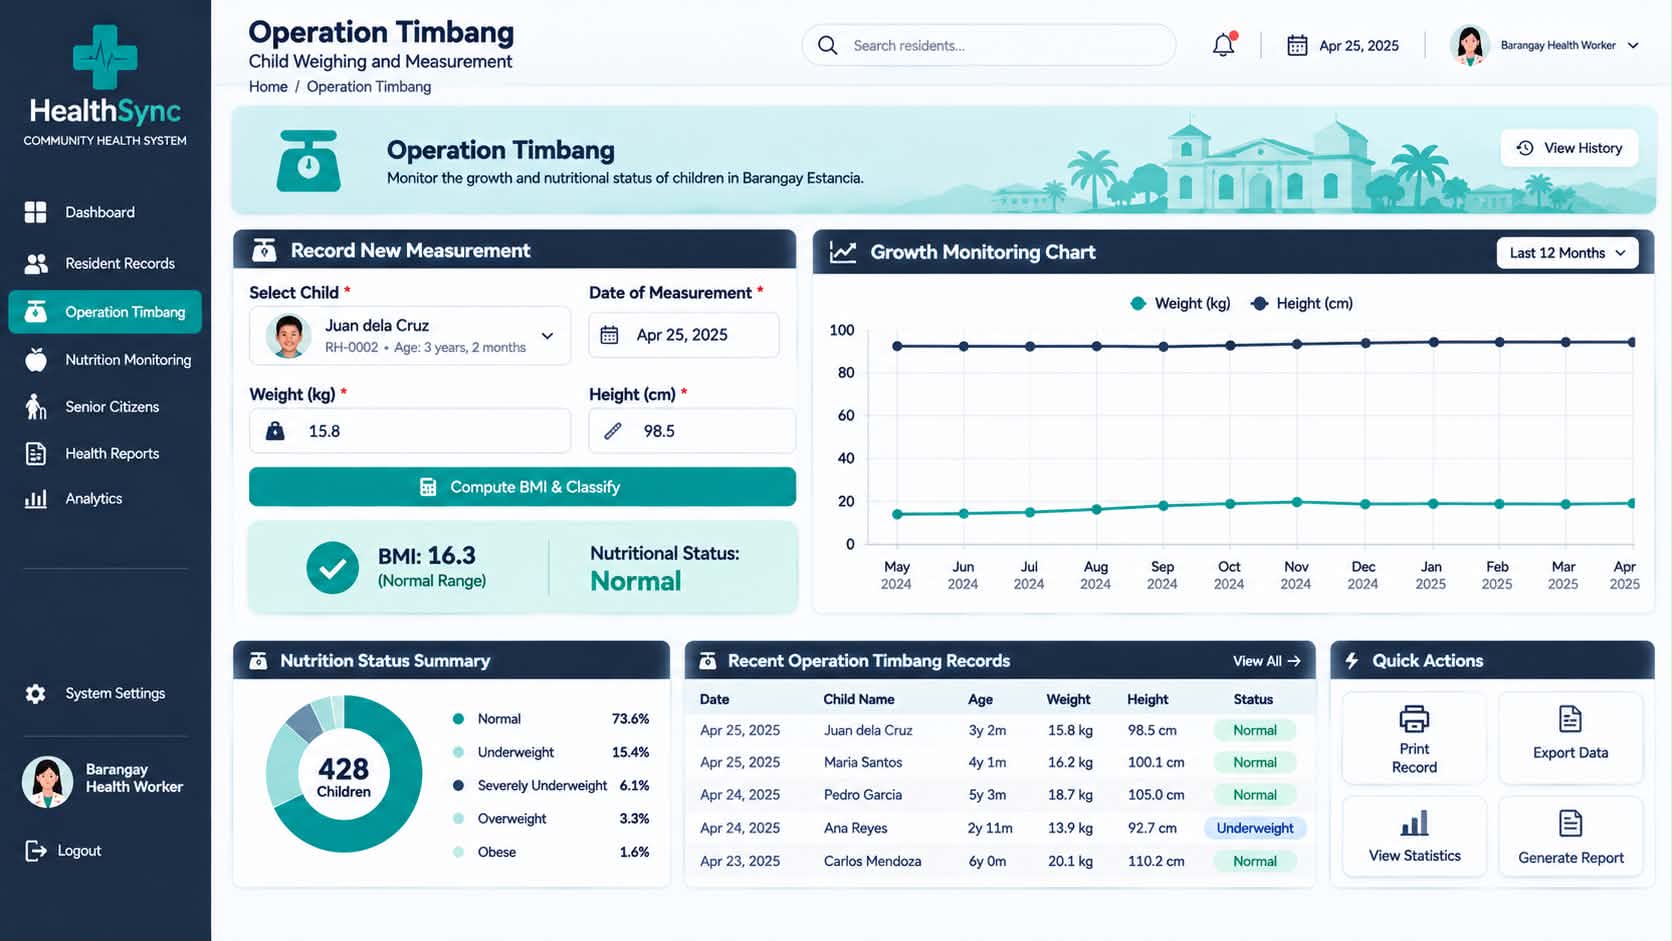 HealthSync
COMMUNITY HEALTH SYSTEM
Dashboard
Resident Records
Operation Timbang
Nutrition Monitoring
Senior Citizens
Health Reports
Analytics
System Settings
Barangay
Health Worker
Logout
Operation Timbang
Child Weighing and Measurement
Home / Operation Timbang
Search residents...
Apr 25, 2025
Barangay Health Worker
Operation Timbang
Monitor the growth and nutritional status of children in Barangay Estancia.
View History
Record New Measurement
Select Child *
Juan dela Cruz
RH-0002 • Age: 3 years, 2 months
Date of Measurement *
Apr 25, 2025
Weight (kg) *
15.8
Height (cm) *
98.5
Compute BMI & Classify
BMI: 16.3
(Normal Range)
Nutritional Status:
Normal
Growth Monitoring Chart
Last 12 Months
Weight (kg) Height (cm)
100
80
60
40
20
0
May Jun Jul Aug Sep Oct Nov Dec Jan Feb Mar Apr
2024 2024 2024 2024 2024 2024 2024 2024 2025 2025 2025 2025
Nutrition Status Summary
428
Children
Normal 73.6%
Underweight 15.4%
Severely Underweight 6.1%
Overweight 3.3%
Obese 1.6%
Recent Operation Timbang Records
View All →
Date Child Name Age Weight Height Status
Apr 25, 2025 Juan dela Cruz 3y 2m 15.8 kg 98.5 cm Normal
Apr 25, 2025 Maria Santos 4y 1m 16.2 kg 100.1 cm Normal
Apr 24, 2025 Pedro Garcia 5y 3m 18.7 kg 105.0 cm Normal
Apr 24, 2025 Ana Reyes 2y 11m 13.9 kg 92.7 cm Underweight
Apr 23, 2025 Carlos Mendoza 6y 0m 20.1 kg 110.2 cm Normal
Quick Actions
Print
Record
Export Data
View Statistics
Generate Report